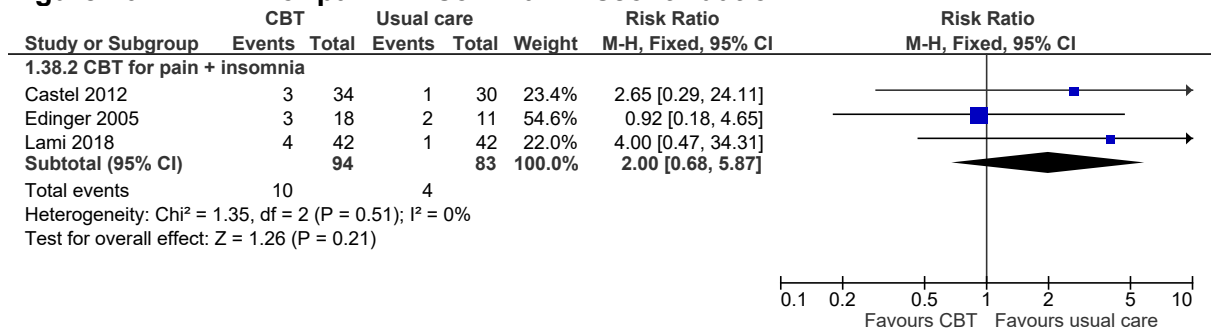 CBT Usual care Risk Ratio Risk Ratio
Study or Subgroup Events Total Events Total Weight M-H, Fixed, 95% CI M-H, Fixed, 95% CI
1.38.2 CBT for pain + insomnia
Castel 2012 3 34 1 30 23.4% 2.65 [0.29, 24.11]
Edinger 2005 3 18 2 11 54.6% 0.92 [0.18, 4.65]
Lami 2018 4 42 1 42 22.0% 4.00 [0.47, 34.31]
Subtotal (95% CI) 94 83 100.0% 2.00 [0.68, 5.87]
Total events 10 4
Heterogeneity: Chi² = 1.35, df = 2 (P = 0.51); I² = 0%
Test for overall effect: Z = 1.26 (P = 0.21)
0.1 0.2 0.5 1 2 5 10
Favours CBT Favours usual care